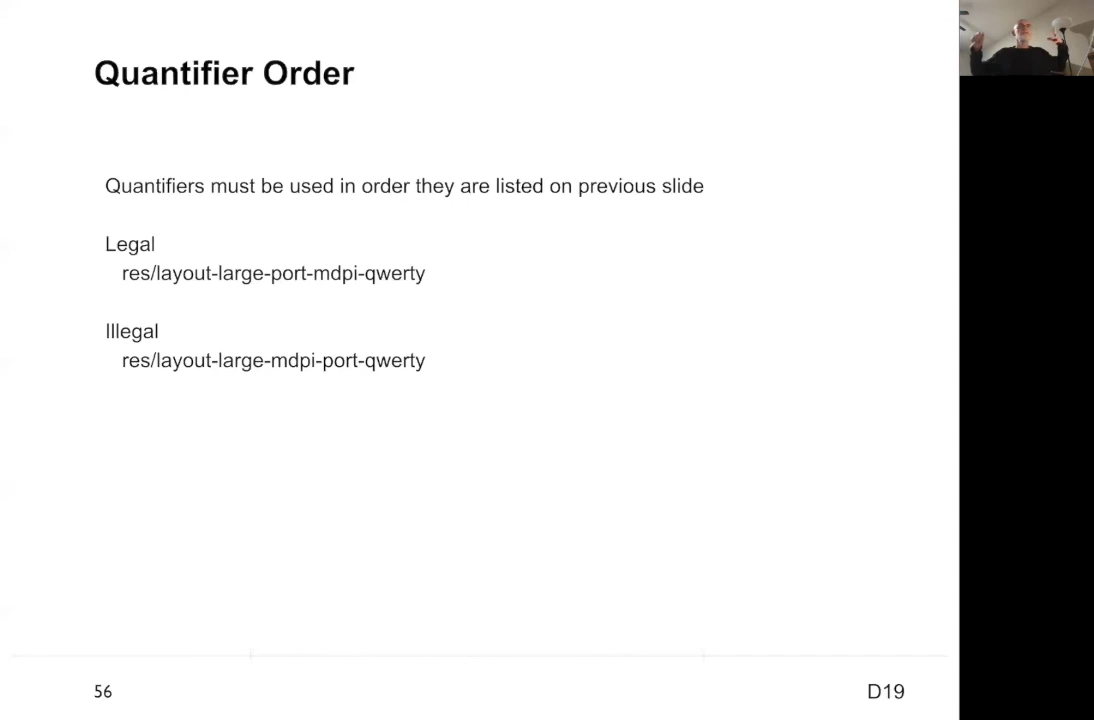 Quantifier Order
Quantifiers must be used in order they are listed on previous slide
Legal
res/layout-large-port-mdpi-qwerty
Illegal
res/layout-large-mdpi-port-qwerty
56
D19